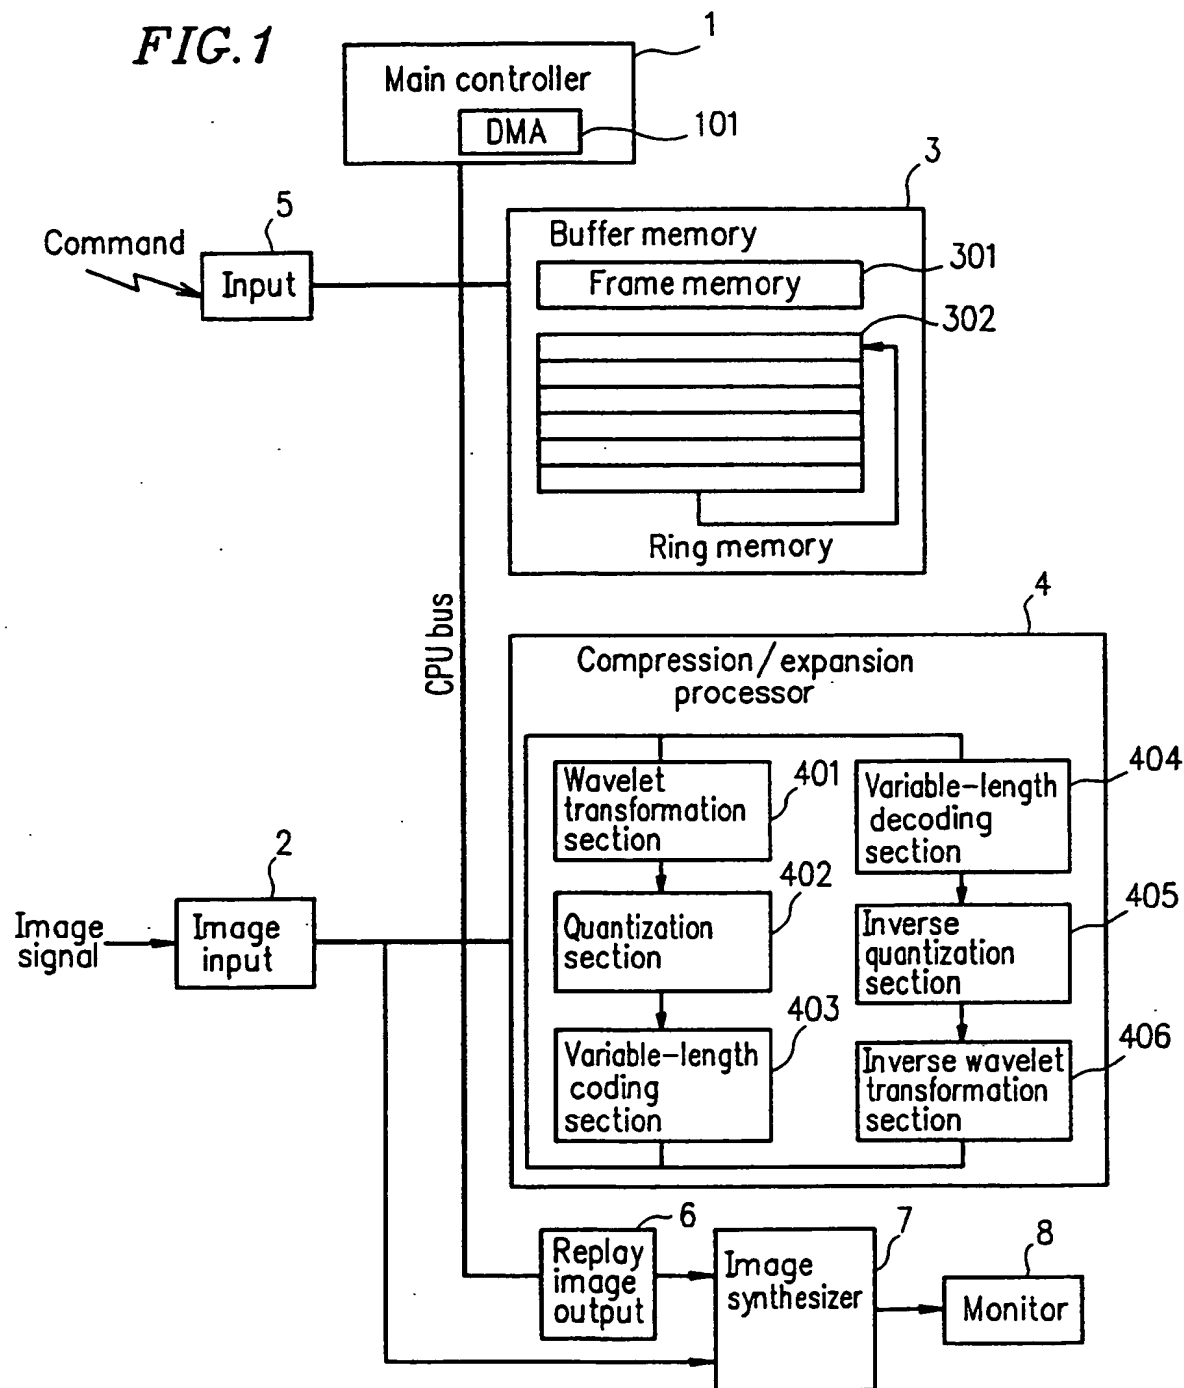 FIG.1
1
Main controller
DMA
101
3
5
Command
Input
Buffer memory
Frame memory
301
302
Ring memory
CPU bus
4
Compression/expansion
processor
Wavelet
transformation
section
401
Variable-length
decoding
section
404
402
Quantization
section
Inverse
quantization
section
405
2
Image
signal
Image
input
403
Variable-length
coding
section
Inverse wavelet
transformation
section
406
6
Replay
image
output
7
Image
synthesizer
8
Monitor